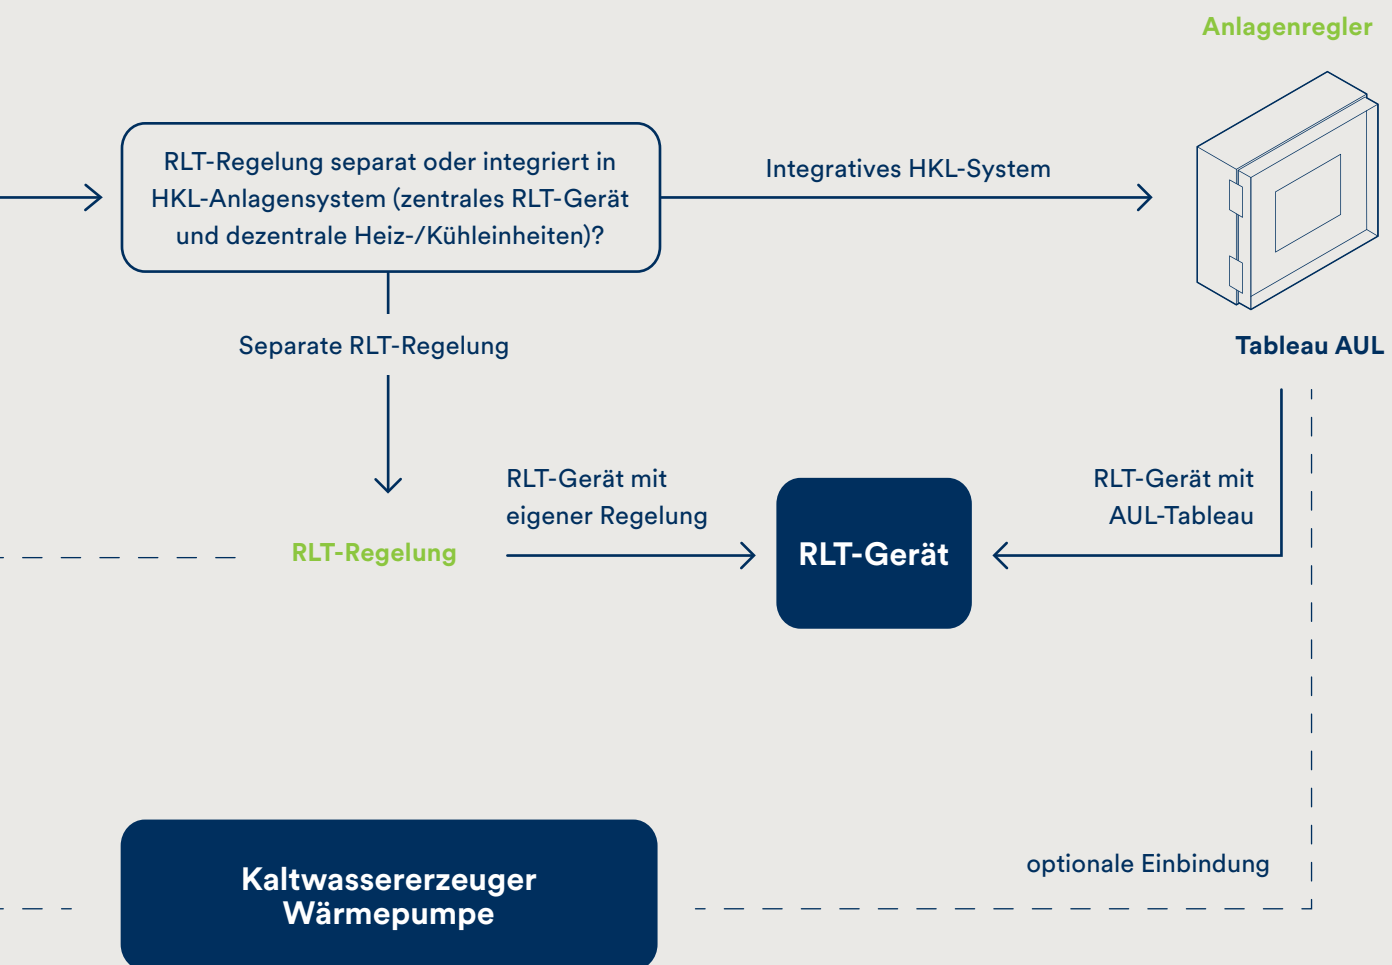 Anlagenregler
RLT-Regelung separat oder integriert in
HKL-Anlagensystem (zentrales RLT-Gerät
und dezentrale Heiz-/Kühleinheiten)?
Integratives HKL-System
Separate RLT-Regelung
Tableau AUL
RLT-Gerät mit
eigener Regelung
RLT-Gerät mit
AUL-Tableau
RLT-Regelung
RLT-Gerät
optionale Einbindung
Kaltwassererzeuger
Wärmepumpe